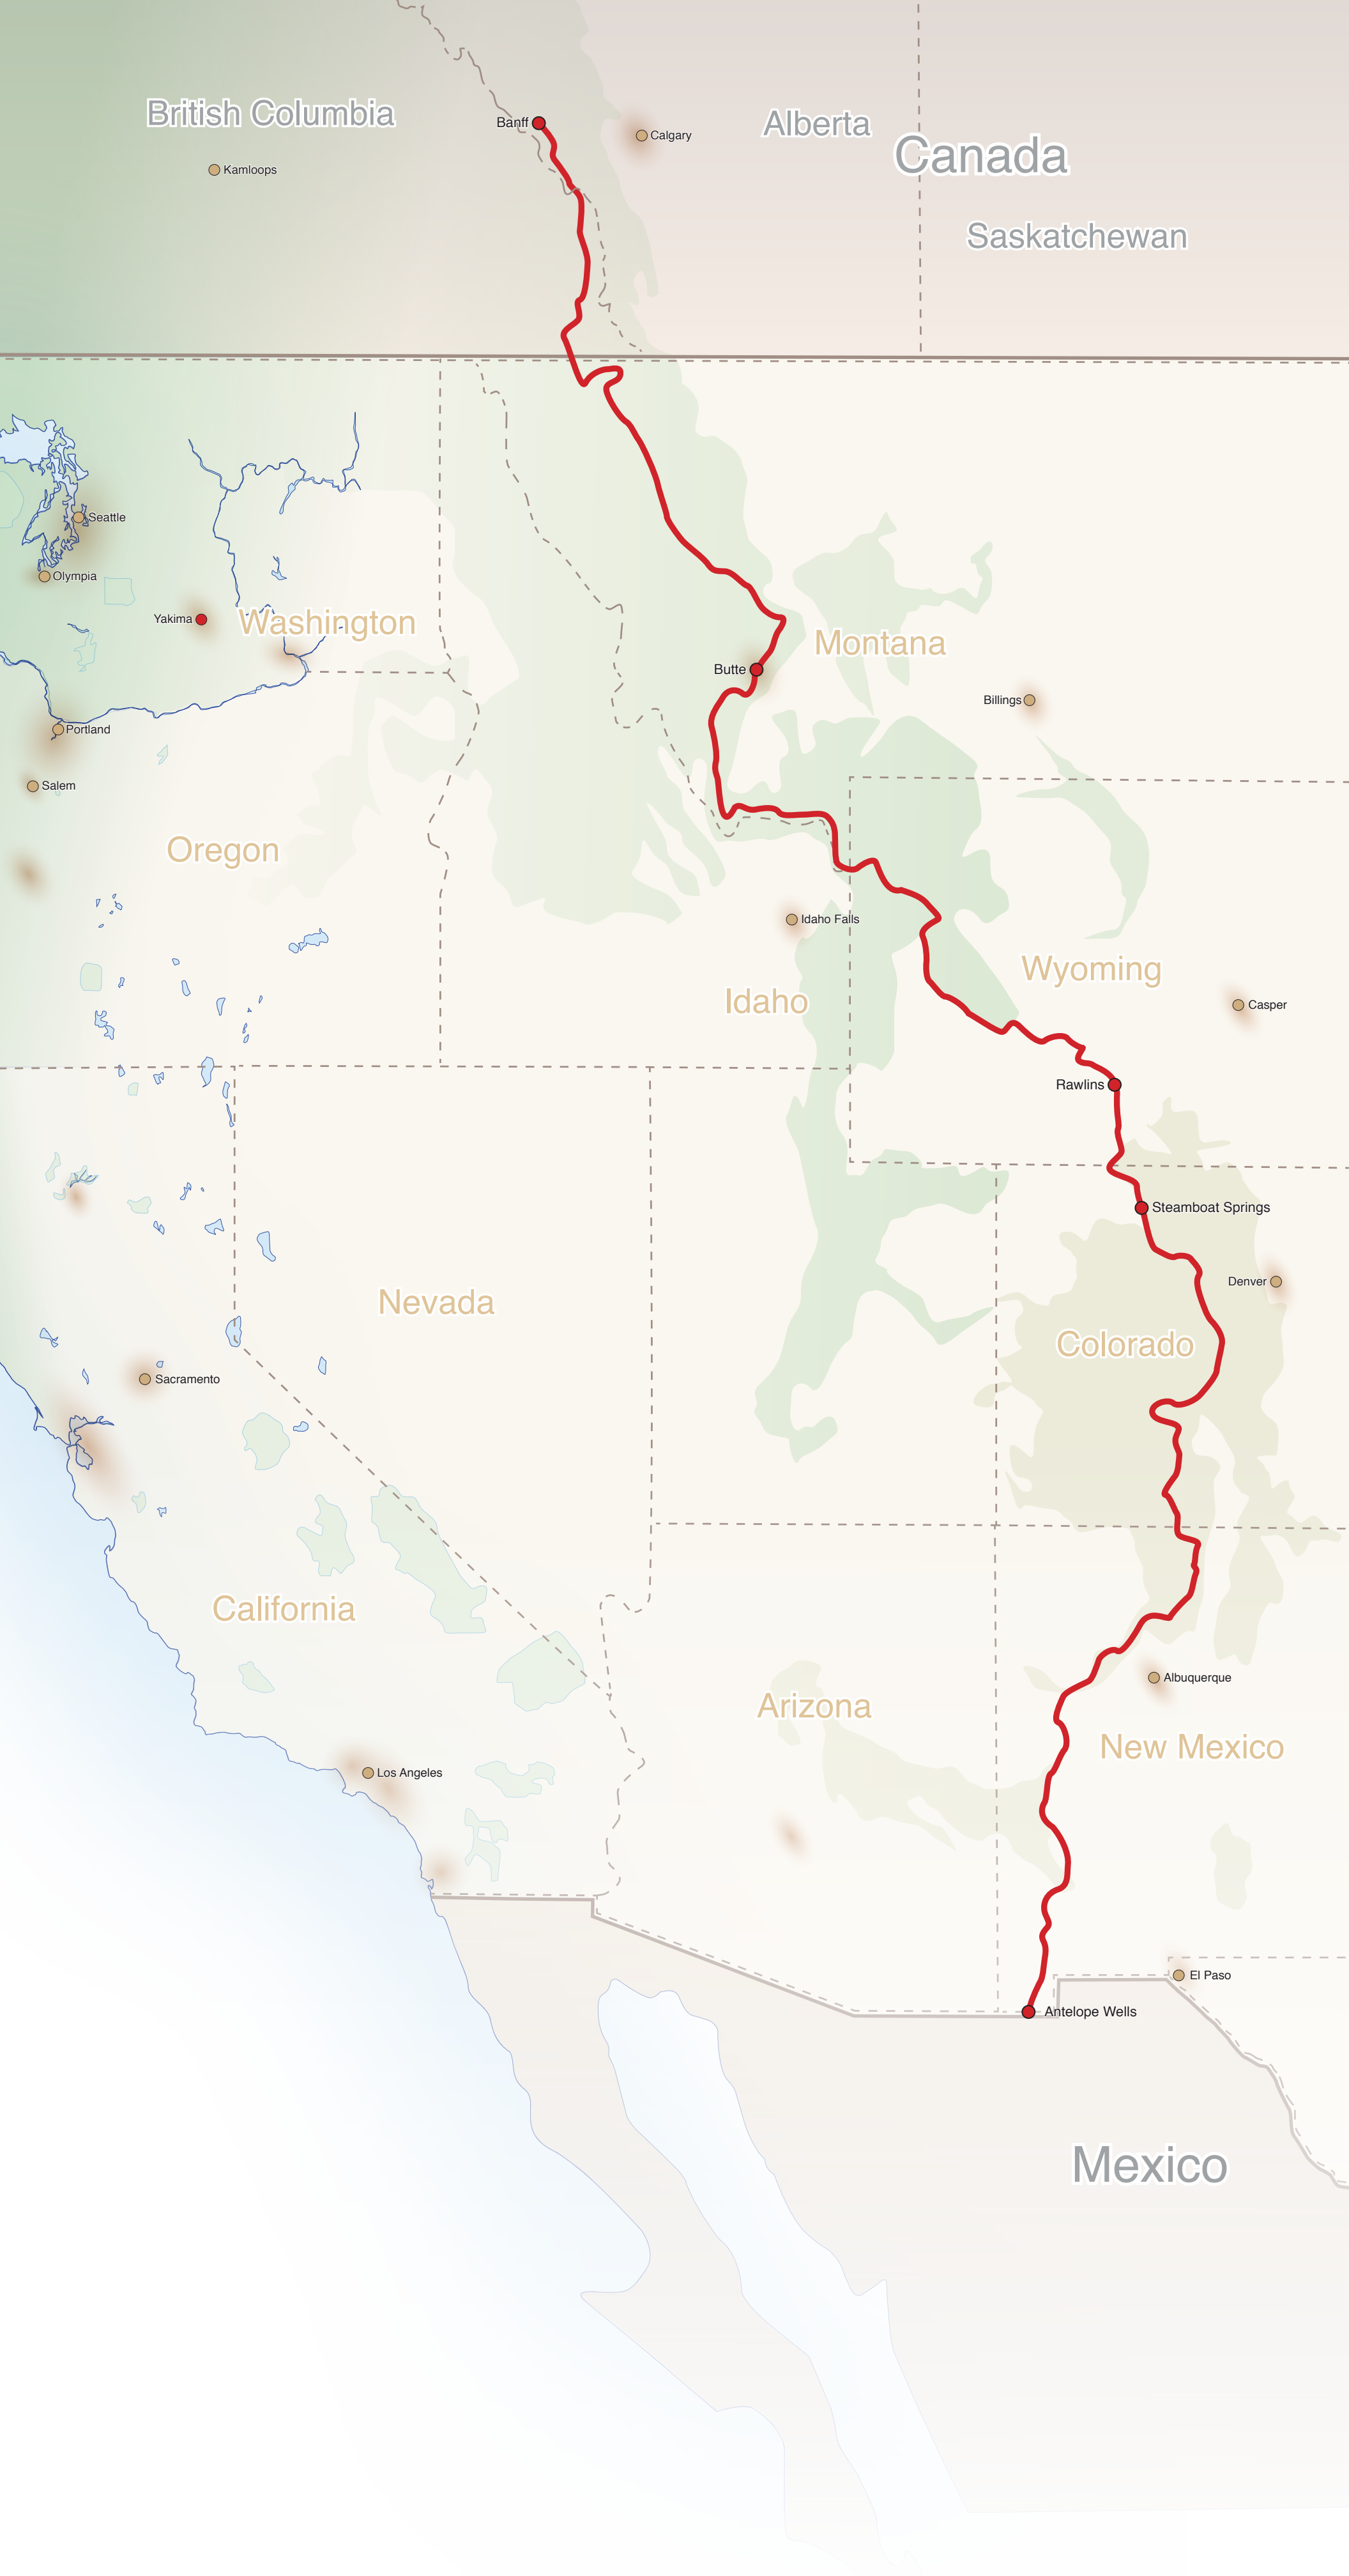 British Columbia
Banff
Calgary
Alberta
Canada
Kamloops
Saskatchewan
Seattle
Olympia
Yakima
Washington
Montana
Butte
Billings
Portland
Salem
Oregon
Idaho Falls
Wyoming
Idaho
Casper
Rawlins
Steamboat Springs
Denver
Nevada
Colorado
Sacramento
California
Albuquerque
Arizona
New Mexico
Los Angeles
El Paso
Antelope Wells
Mexico